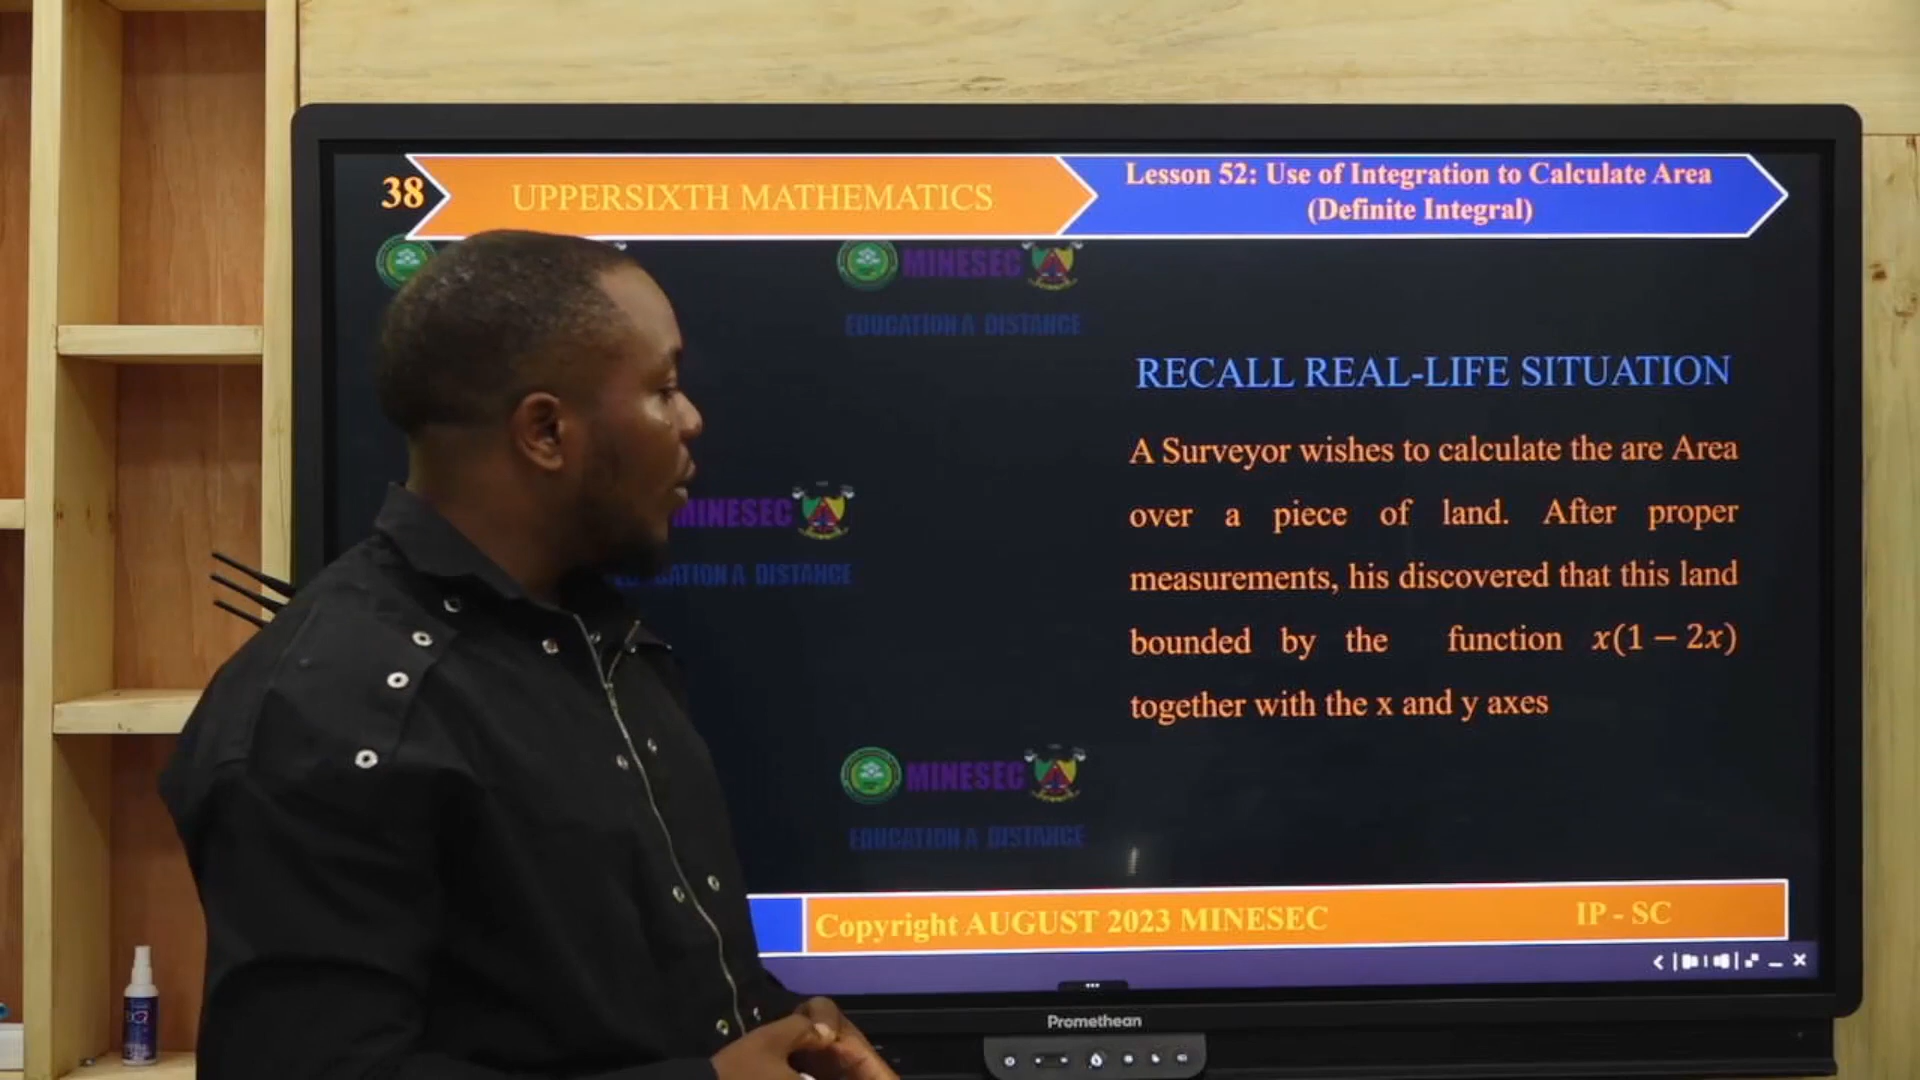 38
UPPERSIXTH MATHEMATICS
Lesson 52: Use of Integration to Calculate Area
(Definite Integral)
MINESEC
EDUCATION A DISTANCE
RECALL REAL-LIFE SITUATION
A Surveyor wishes to calculate the are Area
over a piece of land. After proper
measurements, his discovered that this land
bounded by the function x(1 − 2x)
together with the x and y axes
MINESEC
EDUCATION A DISTANCE
MINESEC
EDUCATION A DISTANCE
Copyright AUGUST 2023 MINESEC
IP - SC
Promethean